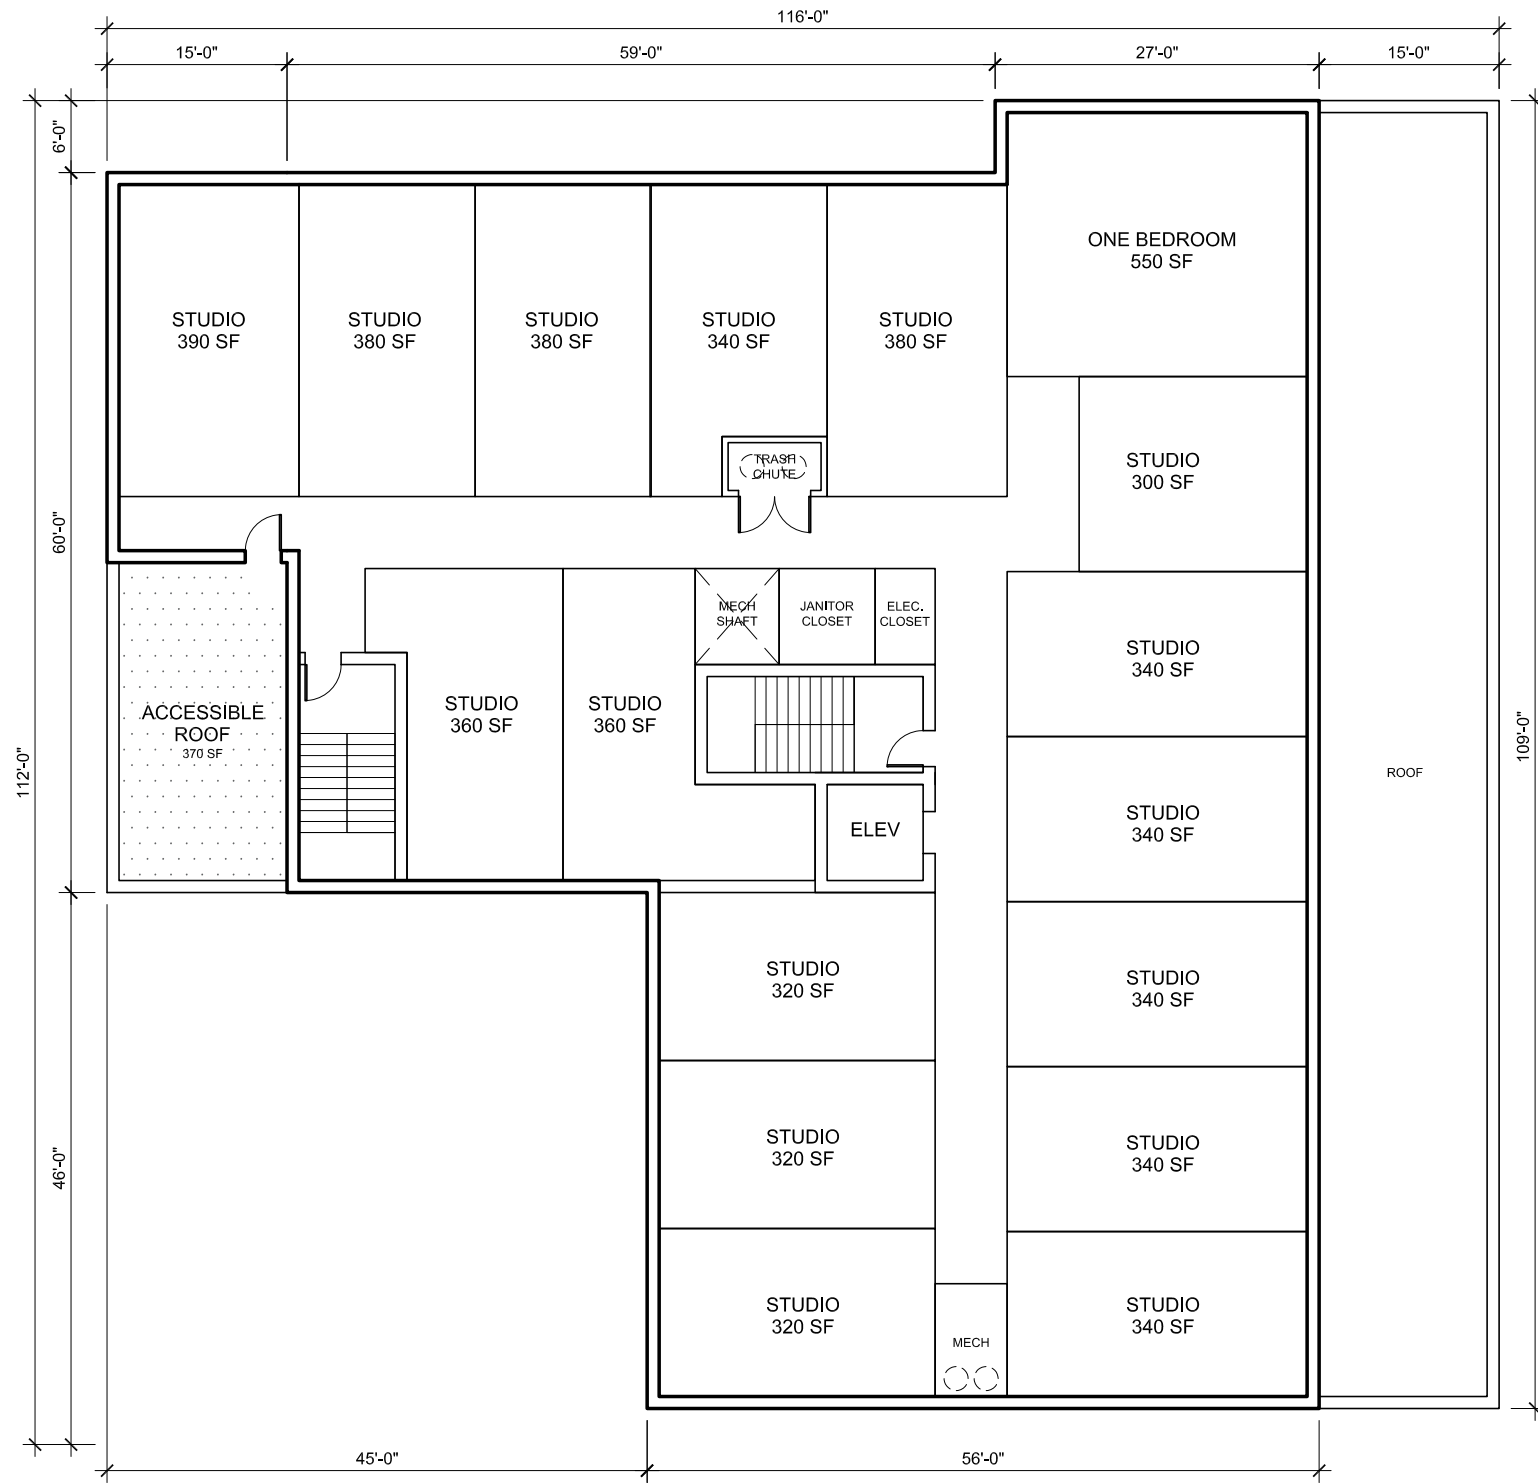 116'-0"
15'-0"
59'-0"
27'-0"
15'-0"
6'-0"
60'-0"
112'-0"
46'-0"
109'-0"
ONE BEDROOM
550 SF
STUDIO
390 SF
STUDIO
380 SF
STUDIO
380 SF
STUDIO
340 SF
STUDIO
380 SF
TRASH
CHUTE
STUDIO
300 SF
MECH
SHAFT
JANITOR
CLOSET
ELEC.
CLOSET
STUDIO
340 SF
ACCESSIBLE
ROOF
370 SF
STUDIO
360 SF
STUDIO
360 SF
ELEV
STUDIO
340 SF
ROOF
STUDIO
320 SF
STUDIO
340 SF
STUDIO
320 SF
STUDIO
340 SF
STUDIO
320 SF
MECH
STUDIO
340 SF
45'-0"
56'-0"